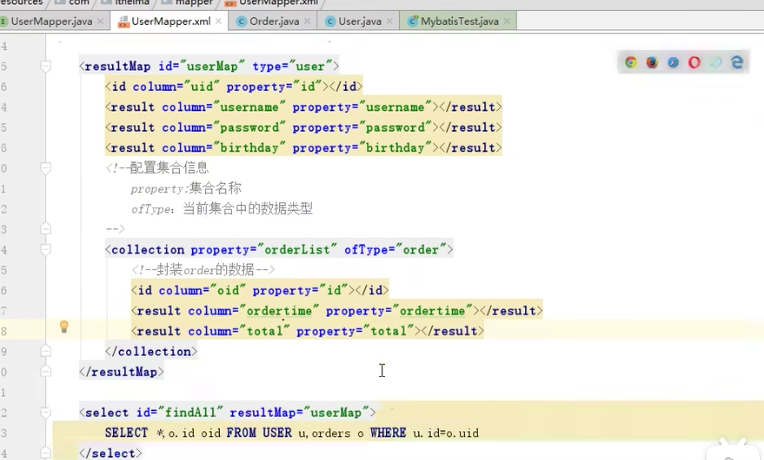 resources com itheima mapper UserMapper.xml
UserMapper.java UserMapper.xml Order.java User.java MybatisTest.java
4
5 <resultMap id="userMap" type="user">
6 <id column="uid" property="id"></id>
4 <result column="username" property="username"></result>
5 <result column="password" property="password"></result>
6 <result column="birthday" property="birthday"></result>
0 <!--配置集合信息
1 property:集合名称
2 ofType：当前集合中的数据类型
3 -->
4 <collection property="orderList" ofType="order">
5 <!--封装order的数据-->
6 <id column="oid" property="id"></id>
7 <result column="ordertime" property="ordertime"></result>
8 <result column="total" property="total"></result>
9 </collection>
0 </resultMap>
1
2 <select id="findAll" resultMap="userMap">
3 SELECT *,o.id oid FROM USER u,orders o WHERE u.id=o.uid
4 </select>